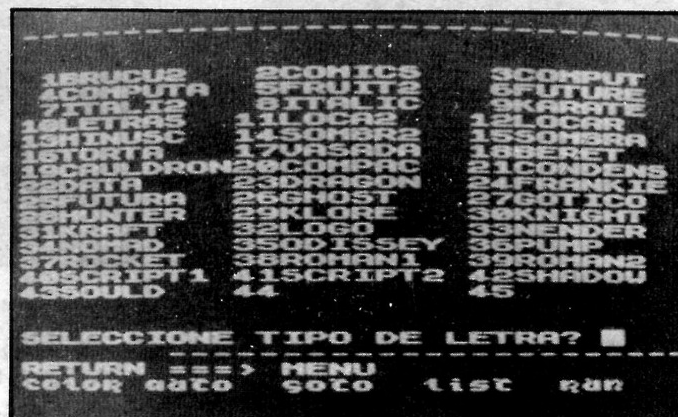 1BRUCU2 2COMICS 3COMPUT
4COMPUTA 5FRUIT2 6FUTURE
7ITALI2 8ITALIC 9KARATE
10LETRAS 11LOCA2 12LOCAR
13MINUSC 14SOMBR2 15SOMBRA
16TORTA 17VASADA 18BERET
19CAULDRON 20COMPAC 21CONDENS
22DATA 23DRAGON 24FRANKIE
25FUTURA 26GHOST 27GOTICO
28HUNTER 29KLORE 30KNIGHT
31KRAFT 32LOGO 33NENDER
34NOMAD 35ODISSEY 36PUMP
37ROCKET 38ROMAN1 39ROMAN2
40SCRIPT1 41SCRIPT2 42SHADOU
43SOULD 44 45
SELECCIONE TIPO DE LETRA?
RETURN ===> MENU
color auto goto list run